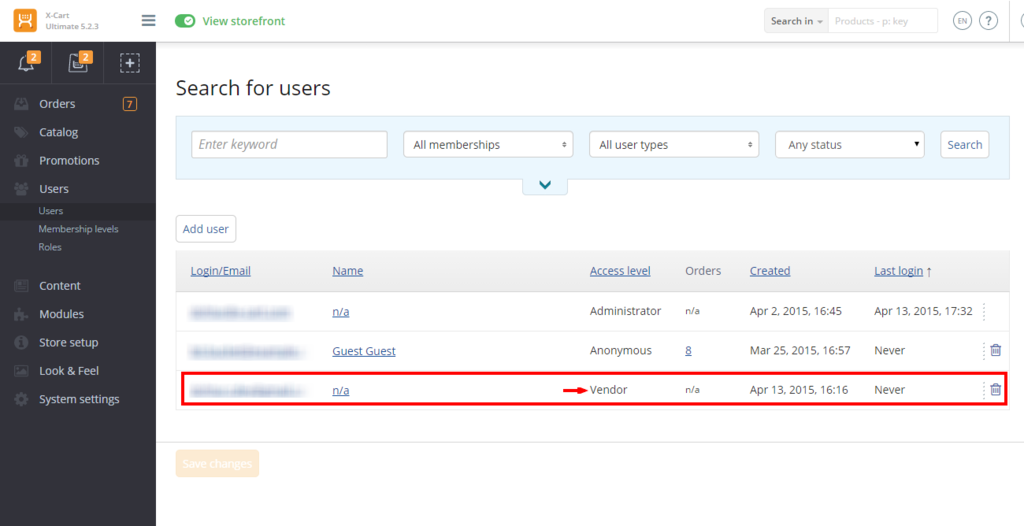 X-Cart
Ultimate 5.2.3
View storefront
Search in
Products - p: key
EN
?
2
2
Orders 7
Catalog
Promotions
Users
Users
Membership levels
Roles
Content
Modules
Store setup
Look & Feel
System settings
Search for users
Enter keyword All memberships All user types Any status Search
Add user
Login/Email Name Access level Orders Created Last login ↑
n/a Administrator n/a Apr 2, 2015, 16:45 Apr 13, 2015, 17:32
Guest Guest Anonymous 8 Mar 25, 2015, 16:57 Never
n/a Vendor n/a Apr 13, 2015, 16:16 Never
Save changes